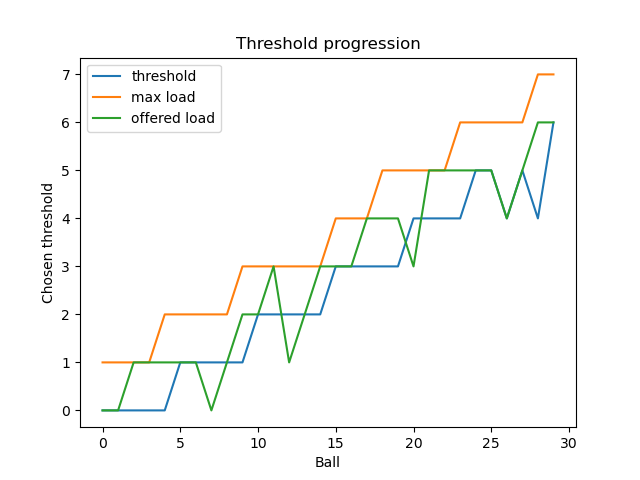 Threshold progression
threshold
max load
offered load
Chosen threshold
7
6
5
4
3
2
1
0
0 5 10 15 20 25 30
Ball